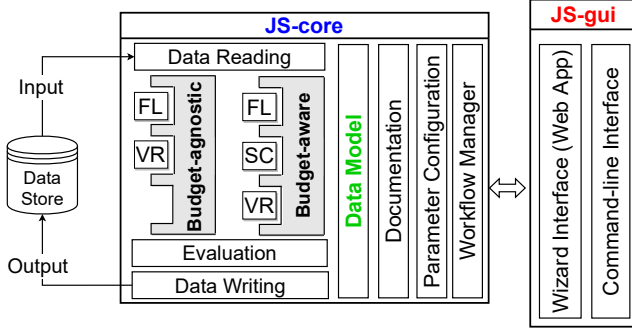 JS-core
JS-gui
Data Reading
Input
FL
VR
Budget-agnostic
FL
SC
VR
Budget-aware
Data Model
Documentation
Parameter Configuration
Workflow Manager
Wizard Interface (Web App)
Command-line Interface
Data
Store
Evaluation
Output
Data Writing